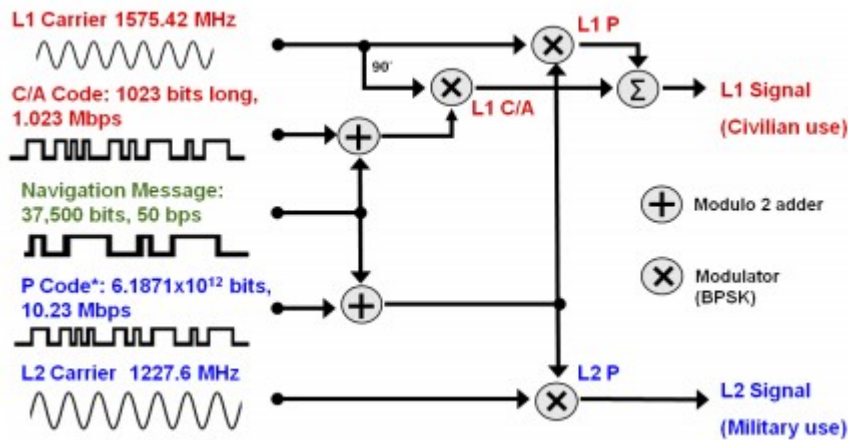 L1 Carrier 1575.42 MHz
C/A Code: 1023 bits long,
1.023 Mbps
Navigation Message:
37,500 bits, 50 bps
P Code*: 6.1871x10¹² bits,
10.23 Mbps
L2 Carrier 1227.6 MHz
90°
L1 P
L1 C/A
Σ
L1 Signal
(Civilian use)
+
+
Modulo 2 adder
Modulator
(BPSK)
L2 P
L2 Signal
(Military use)